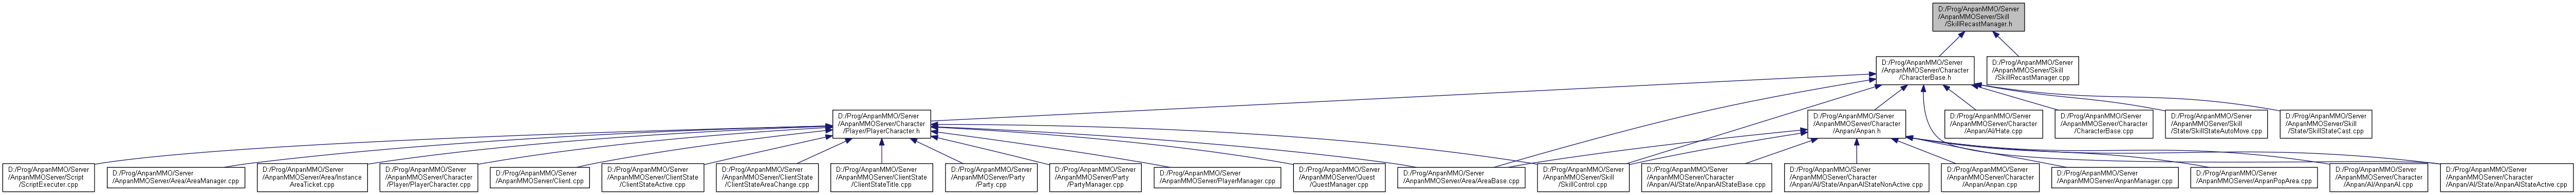 D:/Prog/AnpanMMO/Server
/AnpanMMOServer/Skill
/SkillRecastManager.h
D:/Prog/AnpanMMO/Server
/AnpanMMOServer/Character
/CharacterBase.h
D:/Prog/AnpanMMO/Server
/AnpanMMOServer/Skill
/SkillRecastManager.cpp
D:/Prog/AnpanMMO/Server
/AnpanMMOServer/Character
/Player/PlayerCharacter.h
D:/Prog/AnpanMMO/Server
/AnpanMMOServer/Character
/Anpan/Anpan.h
D:/Prog/AnpanMMO/Server
/AnpanMMOServer/Character
/Anpan/AI/Hate.cpp
D:/Prog/AnpanMMO/Server
/AnpanMMOServer/Character
/CharacterBase.cpp
D:/Prog/AnpanMMO/Server
/AnpanMMOServer/Skill
/State/SkillStateAutoMove.cpp
D:/Prog/AnpanMMO/Server
/AnpanMMOServer/Skill
/State/SkillStateCast.cpp
D:/Prog/AnpanMMO/Server
/AnpanMMOServer/Script
/ScriptExecuter.cpp
D:/Prog/AnpanMMO/Server
/AnpanMMOServer/Area/AreaManager.cpp
D:/Prog/AnpanMMO/Server
/AnpanMMOServer/Area/Instance
AreaTicket.cpp
D:/Prog/AnpanMMO/Server
/AnpanMMOServer/Character
/Player/PlayerCharacter.cpp
D:/Prog/AnpanMMO/Server
/AnpanMMOServer/Client.cpp
D:/Prog/AnpanMMO/Server
/AnpanMMOServer/ClientState
/ClientStateActive.cpp
D:/Prog/AnpanMMO/Server
/AnpanMMOServer/ClientState
/ClientStateAreaChange.cpp
D:/Prog/AnpanMMO/Server
/AnpanMMOServer/ClientState
/ClientStateTitle.cpp
D:/Prog/AnpanMMO/Server
/AnpanMMOServer/Party
/Party.cpp
D:/Prog/AnpanMMO/Server
/AnpanMMOServer/Party
/PartyManager.cpp
D:/Prog/AnpanMMO/Server
/AnpanMMOServer/PlayerManager.cpp
D:/Prog/AnpanMMO/Server
/AnpanMMOServer/Quest
/QuestManager.cpp
D:/Prog/AnpanMMO/Server
/AnpanMMOServer/Area/AreaBase.cpp
D:/Prog/AnpanMMO/Server
/AnpanMMOServer/Skill
/SkillControl.cpp
D:/Prog/AnpanMMO/Server
/AnpanMMOServer/Character
/Anpan/AI/State/AnpanAIStateBase.cpp
D:/Prog/AnpanMMO/Server
/AnpanMMOServer/Character
/Anpan/AI/State/AnpanAIStateNonActive.cpp
D:/Prog/AnpanMMO/Server
/AnpanMMOServer/Character
/Anpan/Anpan.cpp
D:/Prog/AnpanMMO/Server
/AnpanMMOServer/AnpanManager.cpp
D:/Prog/AnpanMMO/Server
/AnpanMMOServer/AnpanPopArea.cpp
D:/Prog/AnpanMMO/Server
/AnpanMMOServer/Character
/Anpan/AI/AnpanAI.cpp
D:/Prog/AnpanMMO/Server
/AnpanMMOServer/Character
/Anpan/AI/State/AnpanAIStateActive.cpp